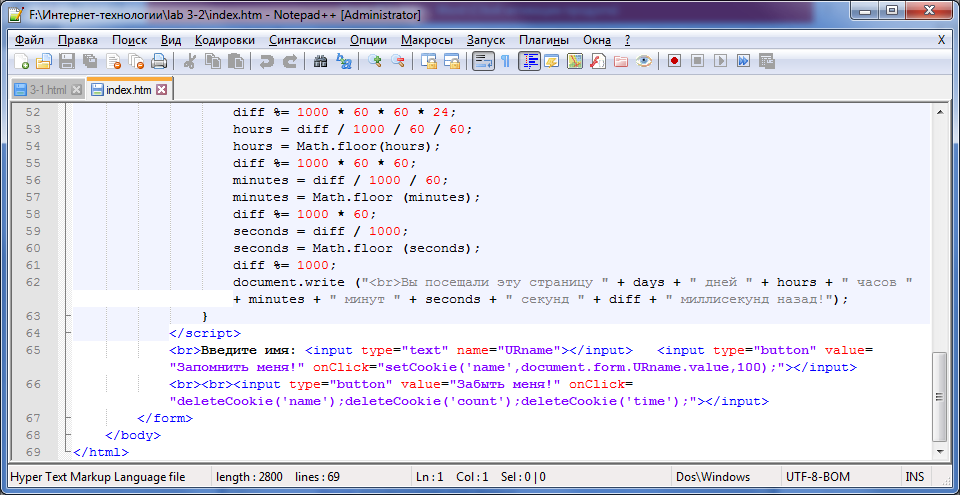 F:\Интернет-технологии\lab 3-2\index.htm - Notepad++ [Administrator]
Файл Правка Поиск Вид Кодировки Синтаксисы Опции Макросы Запуск Плагины Окна ? X
3-1.html index.htm
52 diff %= 1000 * 60 * 60 * 24;
53 hours = diff / 1000 / 60 / 60;
54 hours = Math.floor(hours);
55 diff %= 1000 * 60 * 60;
56 minutes = diff / 1000 / 60;
57 minutes = Math.floor (minutes);
58 diff %= 1000 * 60;
59 seconds = diff / 1000;
60 seconds = Math.floor (seconds);
61 diff %= 1000;
62 document.write ("<br>Вы посещали эту страницу " + days + " дней " + hours + " часов "
+ minutes + " минут " + seconds + " секунд " + diff + " миллисекунд назад!");
63 }
64 </script>
65 <br>Введите имя: <input type="text" name="URname"></input> <input type="button" value=
"Запомнить меня!" onClick="setCookie('name',document.form.URname.value,100);"></input>
66 <br><br><input type="button" value="Забыть меня!" onClick=
"deleteCookie('name');deleteCookie('count');deleteCookie('time');"></input>
67 </form>
68 </body>
69 </html>
Hyper Text Markup Language file length : 2800 lines : 69 Ln : 1 Col : 1 Sel : 0 | 0 Dos\Windows UTF-8-BOM INS